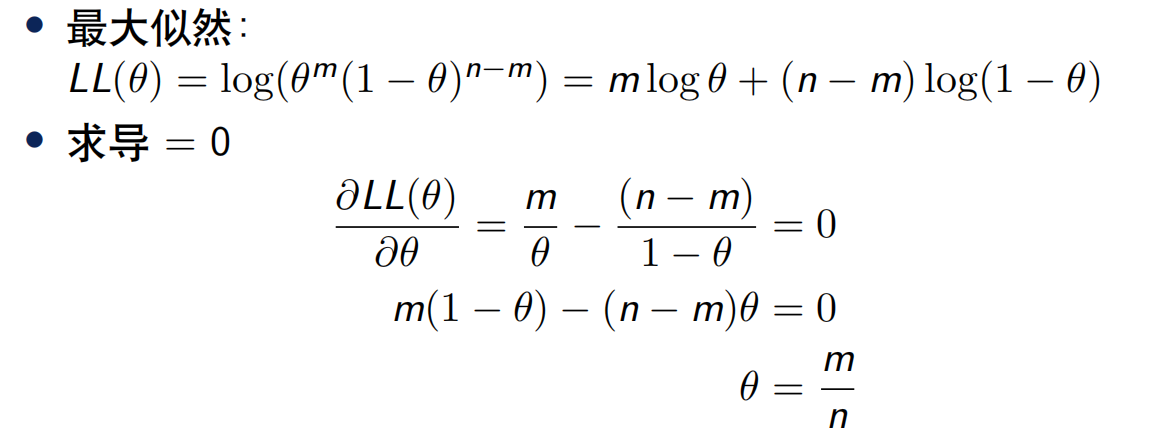 • 最大似然:
LL(θ) = log(θ^m(1 − θ)^{n−m}) = m log θ + (n − m) log(1 − θ)
• 求导 = 0
∂LL(θ)/∂θ = m/θ − (n − m)/(1 − θ) = 0
m(1 − θ) − (n − m)θ = 0
θ = m/n